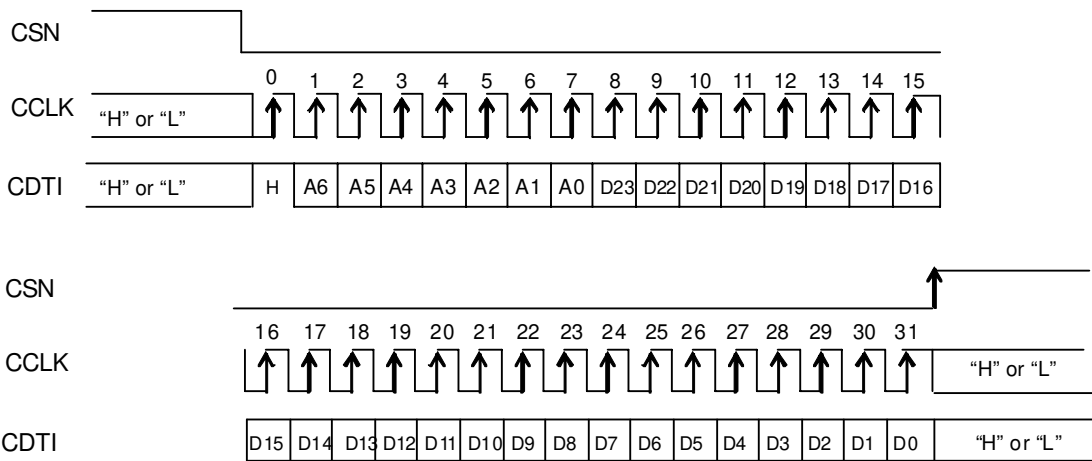 CSN
0 1 2 3 4 5 6 7 8 9 10 11 12 13 14 15
CCLK "H" or "L"
CDTI "H" or "L" H A6 A5 A4 A3 A2 A1 A0 D23 D22 D21 D20 D19 D18 D17 D16
CSN
16 17 18 19 20 21 22 23 24 25 26 27 28 29 30 31
CCLK "H" or "L"
CDTI D15 D14 D13 D12 D11 D10 D9 D8 D7 D6 D5 D4 D3 D2 D1 D0 "H" or "L"